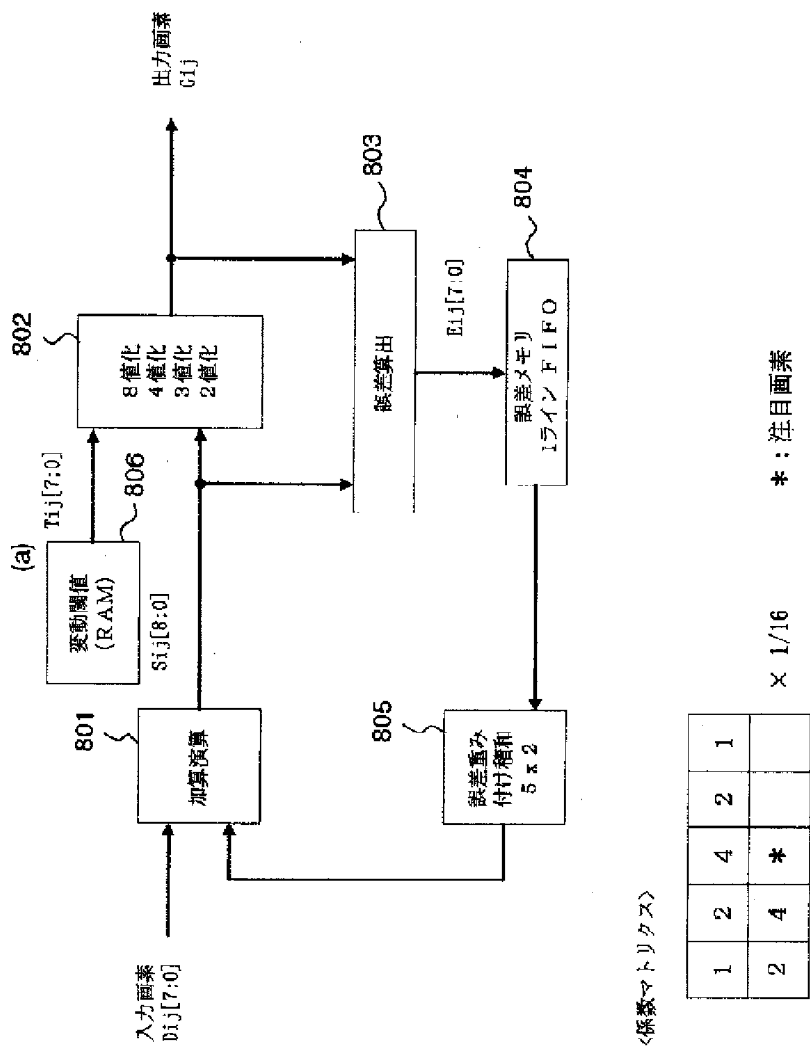 (a)
変動閾値
(RAM)
806
Tij[7:0]
802
8値化
4値化
3値化
2値化
出力画素
Gij
入力画素
Dij[7:0]
801
加算演算
Sij[8:0]
803
誤差算出
Eij[7:0]
804
誤差メモリ
1ライン FIFO
805
誤差重み
付け積和
5 x 2
<係数マトリクス>
1 2 4 2 1
2 4 *
× 1/16
* : 注目画素